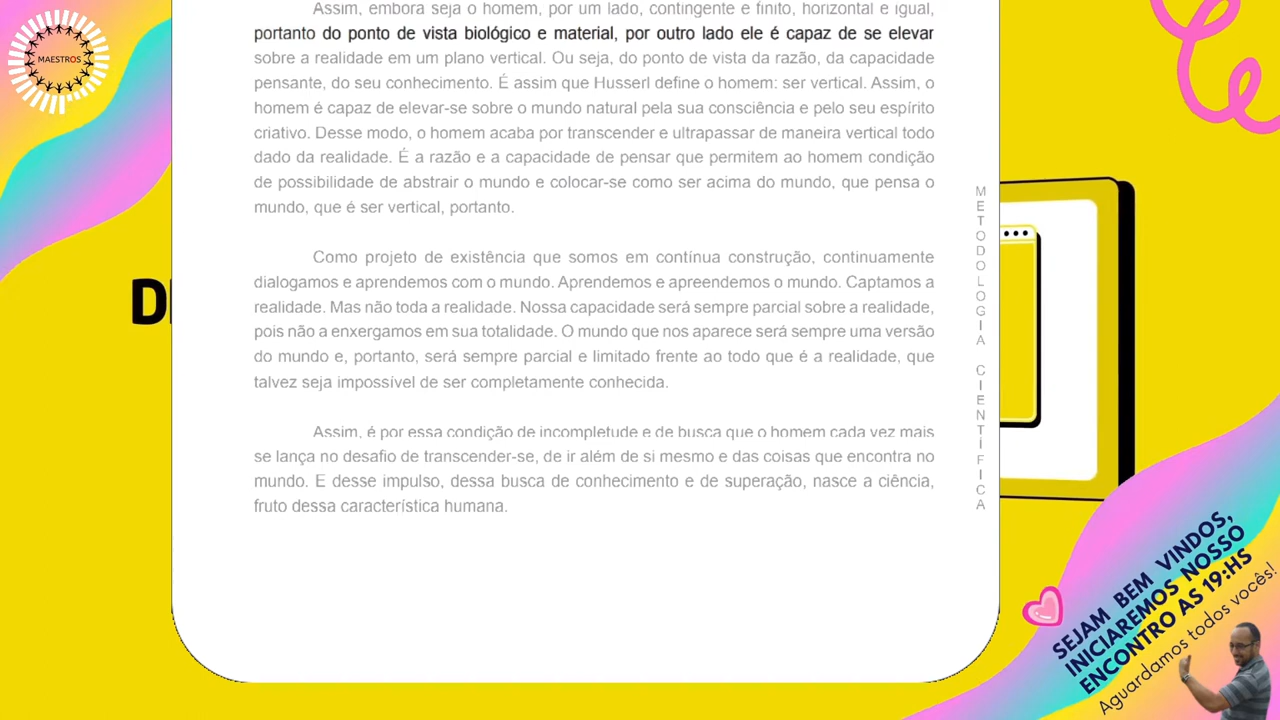 MAESTROS
Assim, embora seja o homem, por um lado, contingente e finito, horizontal e igual,
portanto do ponto de vista biológico e material, por outro lado ele é capaz de se elevar
sobre a realidade em um plano vertical. Ou seja, do ponto de vista da razão, da capacidade
pensante, do seu conhecimento. É assim que Husserl define o homem: ser vertical. Assim, o
homem é capaz de elevar-se sobre o mundo natural pela sua consciência e pelo seu espírito
criativo. Desse modo, o homem acaba por transcender e ultrapassar de maneira vertical todo
dado da realidade. É a razão e a capacidade de pensar que permitem ao homem condição
de possibilidade de abstrair o mundo e colocar-se como ser acima do mundo, que pensa o
mundo, que é ser vertical, portanto.
Como projeto de existência que somos em contínua construção, continuamente
dialogamos e aprendemos com o mundo. Aprendemos e apreendemos o mundo. Captamos a
realidade. Mas não toda a realidade. Nossa capacidade será sempre parcial sobre a realidade,
pois não a enxergamos em sua totalidade. O mundo que nos aparece será sempre uma versão
do mundo e, portanto, será sempre parcial e limitado frente ao todo que é a realidade, que
talvez seja impossível de ser completamente conhecida.
Assim, é por essa condição de incompletude e de busca que o homem cada vez mais
se lança no desafio de transcender-se, de ir além de si mesmo e das coisas que encontra no
mundo. E desse impulso, dessa busca de conhecimento e de superação, nasce a ciência,
fruto dessa característica humana.
METODOLOGIA CIENTÍFICA
SEJAM BEM VINDOS,
INICIAREMOS NOSSO
ENCONTRO AS 19:HS
Aguardamos todos vocês!